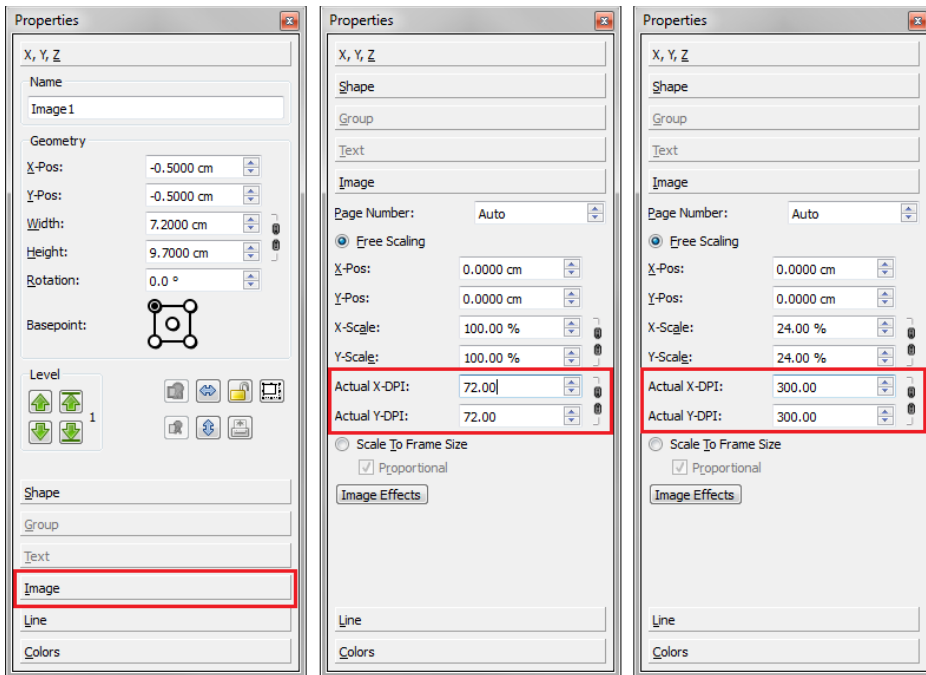 Properties
X, Y, Z
Name
Image1
Geometry
X-Pos: -0.5000 cm
Y-Pos: -0.5000 cm
Width: 7.2000 cm
Height: 9.7000 cm
Rotation: 0.0 °
Basepoint:
Level
1
Shape
Group
Text
Image
Line
Colors
Properties
X, Y, Z
Shape
Group
Text
Image
Page Number: Auto
Free Scaling
X-Pos: 0.0000 cm
Y-Pos: 0.0000 cm
X-Scale: 100.00 %
Y-Scale: 100.00 %
Actual X-DPI: 72.00
Actual Y-DPI: 72.00
Scale To Frame Size
Proportional
Image Effects
Line
Colors
Properties
X, Y, Z
Shape
Group
Text
Image
Page Number: Auto
Free Scaling
X-Pos: 0.0000 cm
Y-Pos: 0.0000 cm
X-Scale: 24.00 %
Y-Scale: 24.00 %
Actual X-DPI: 300.00
Actual Y-DPI: 300.00
Scale To Frame Size
Proportional
Image Effects
Line
Colors